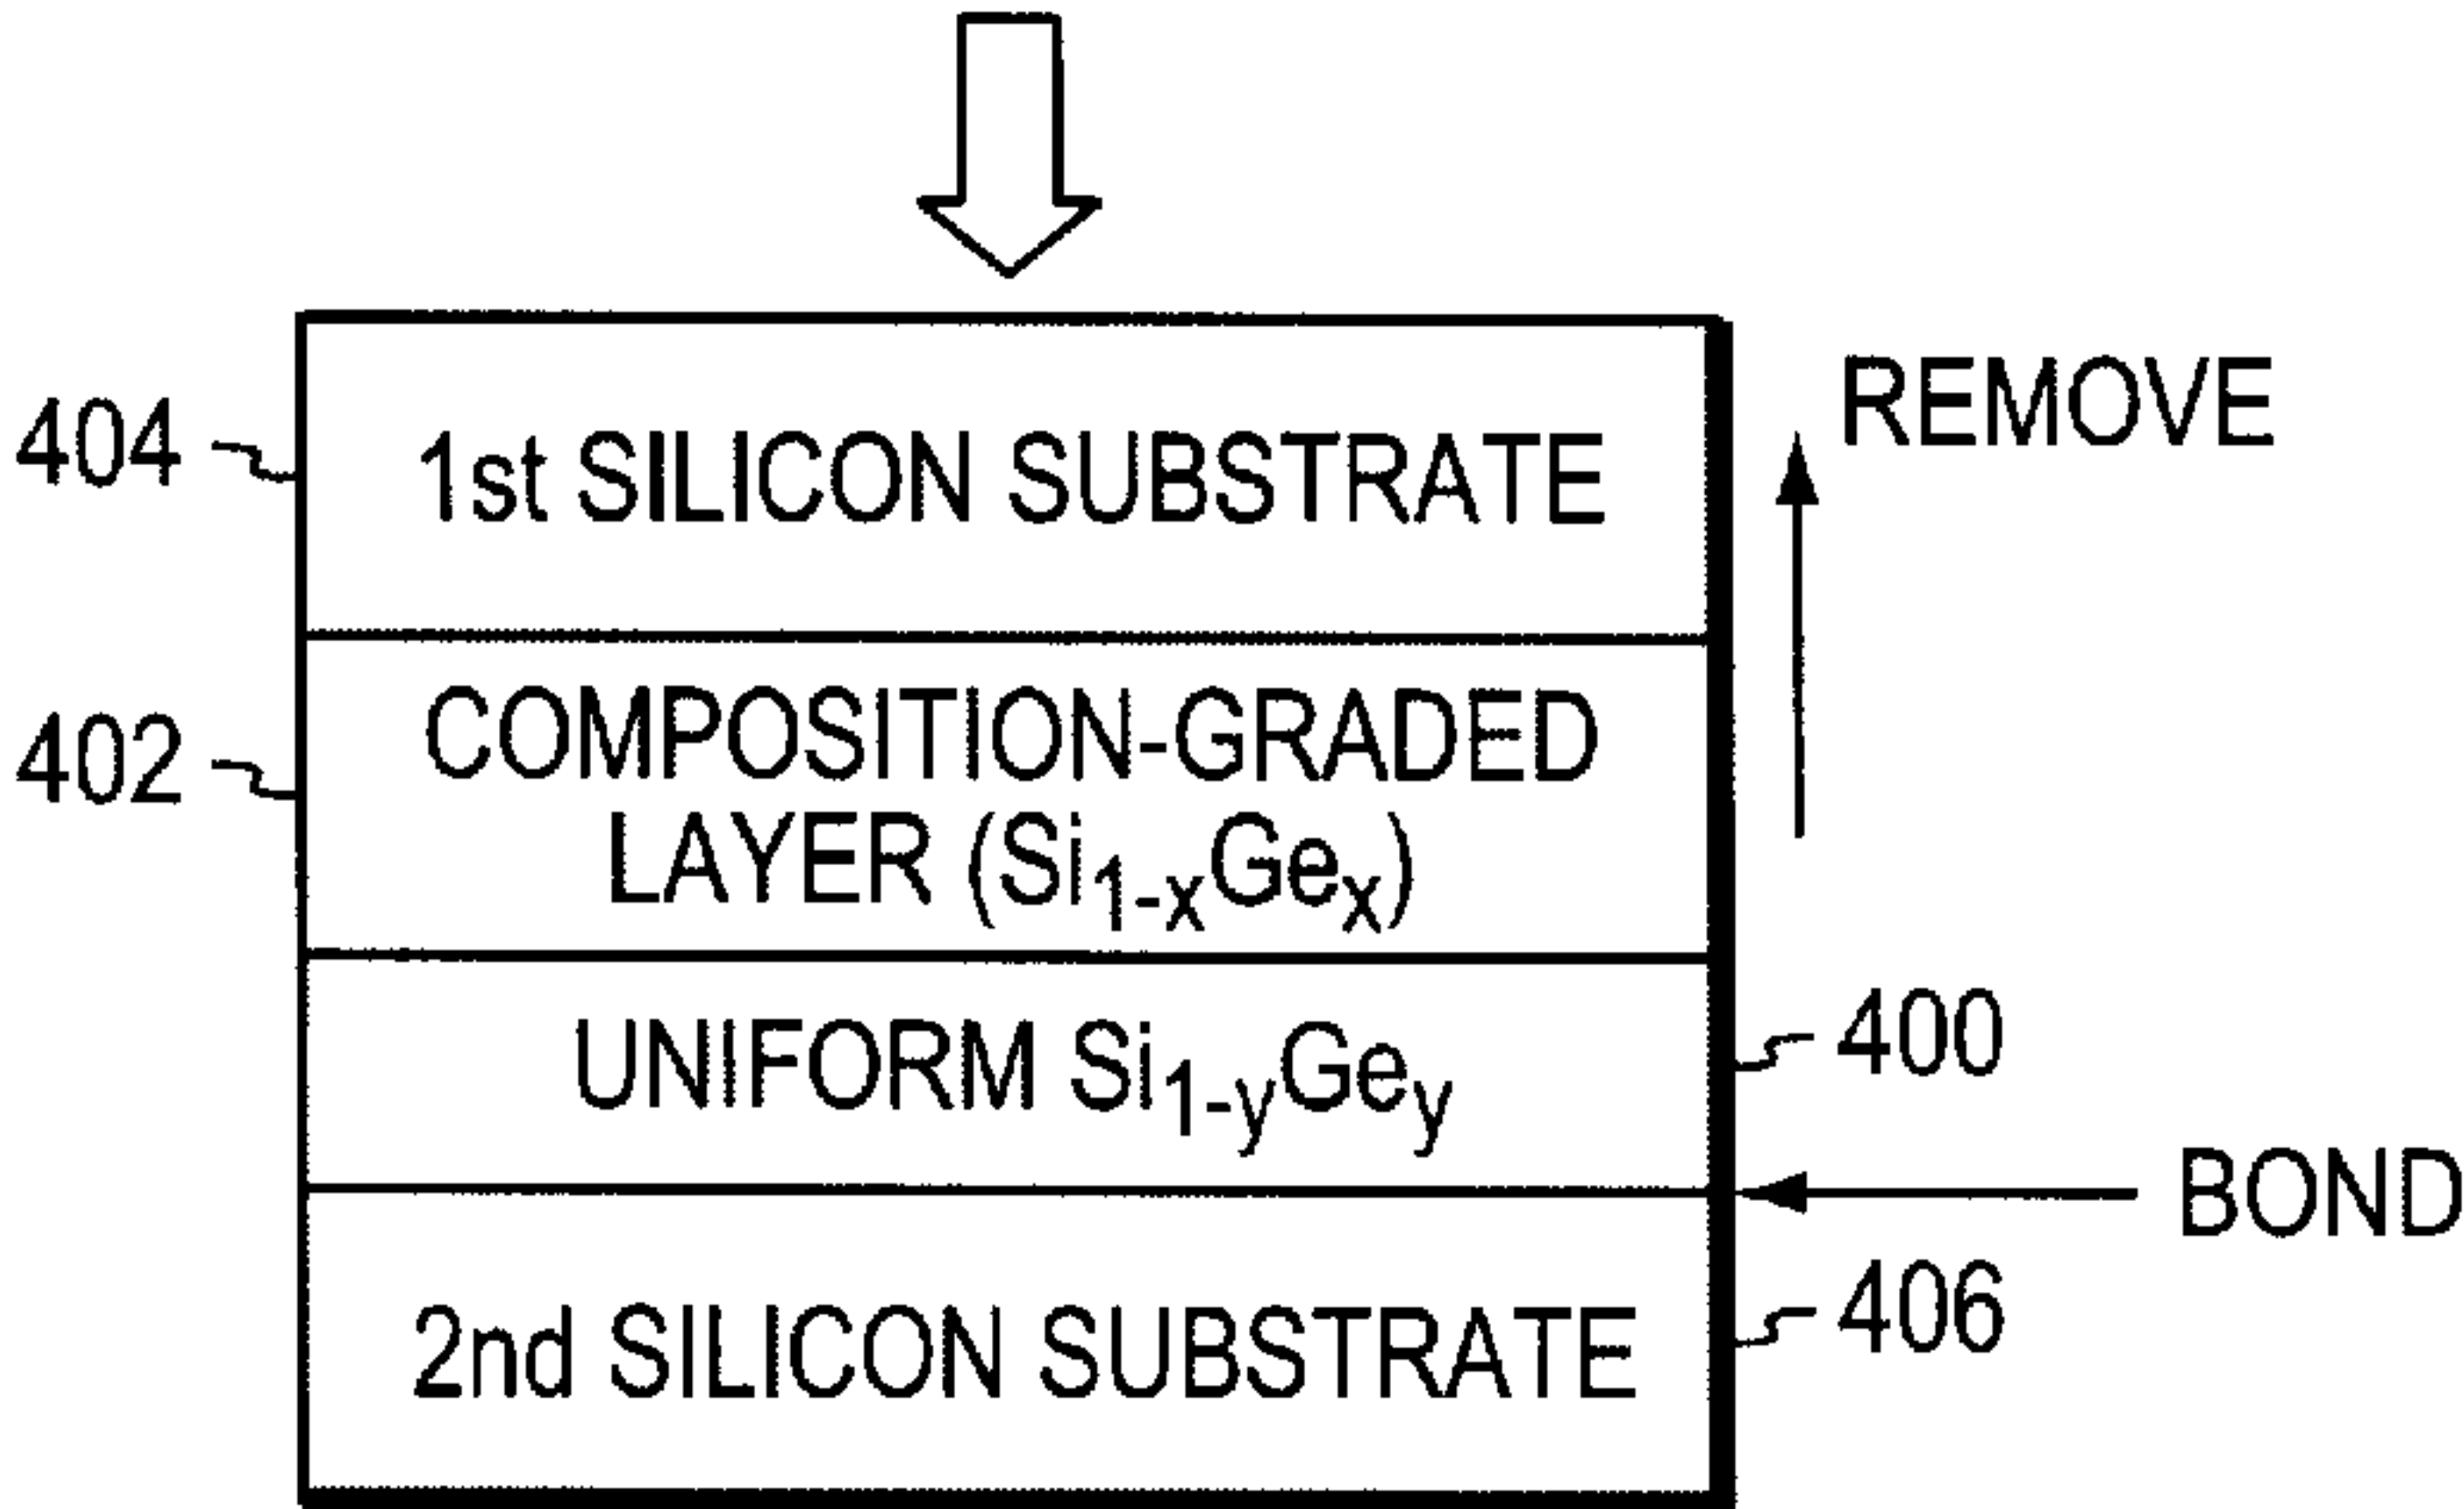 REMOVE
404
1st SILICON SUBSTRATE
402
COMPOSITION-GRADED
LAYER (Si1-xGex)
UNIFORM Si1-yGey
400
BOND
2nd SILICON SUBSTRATE
406